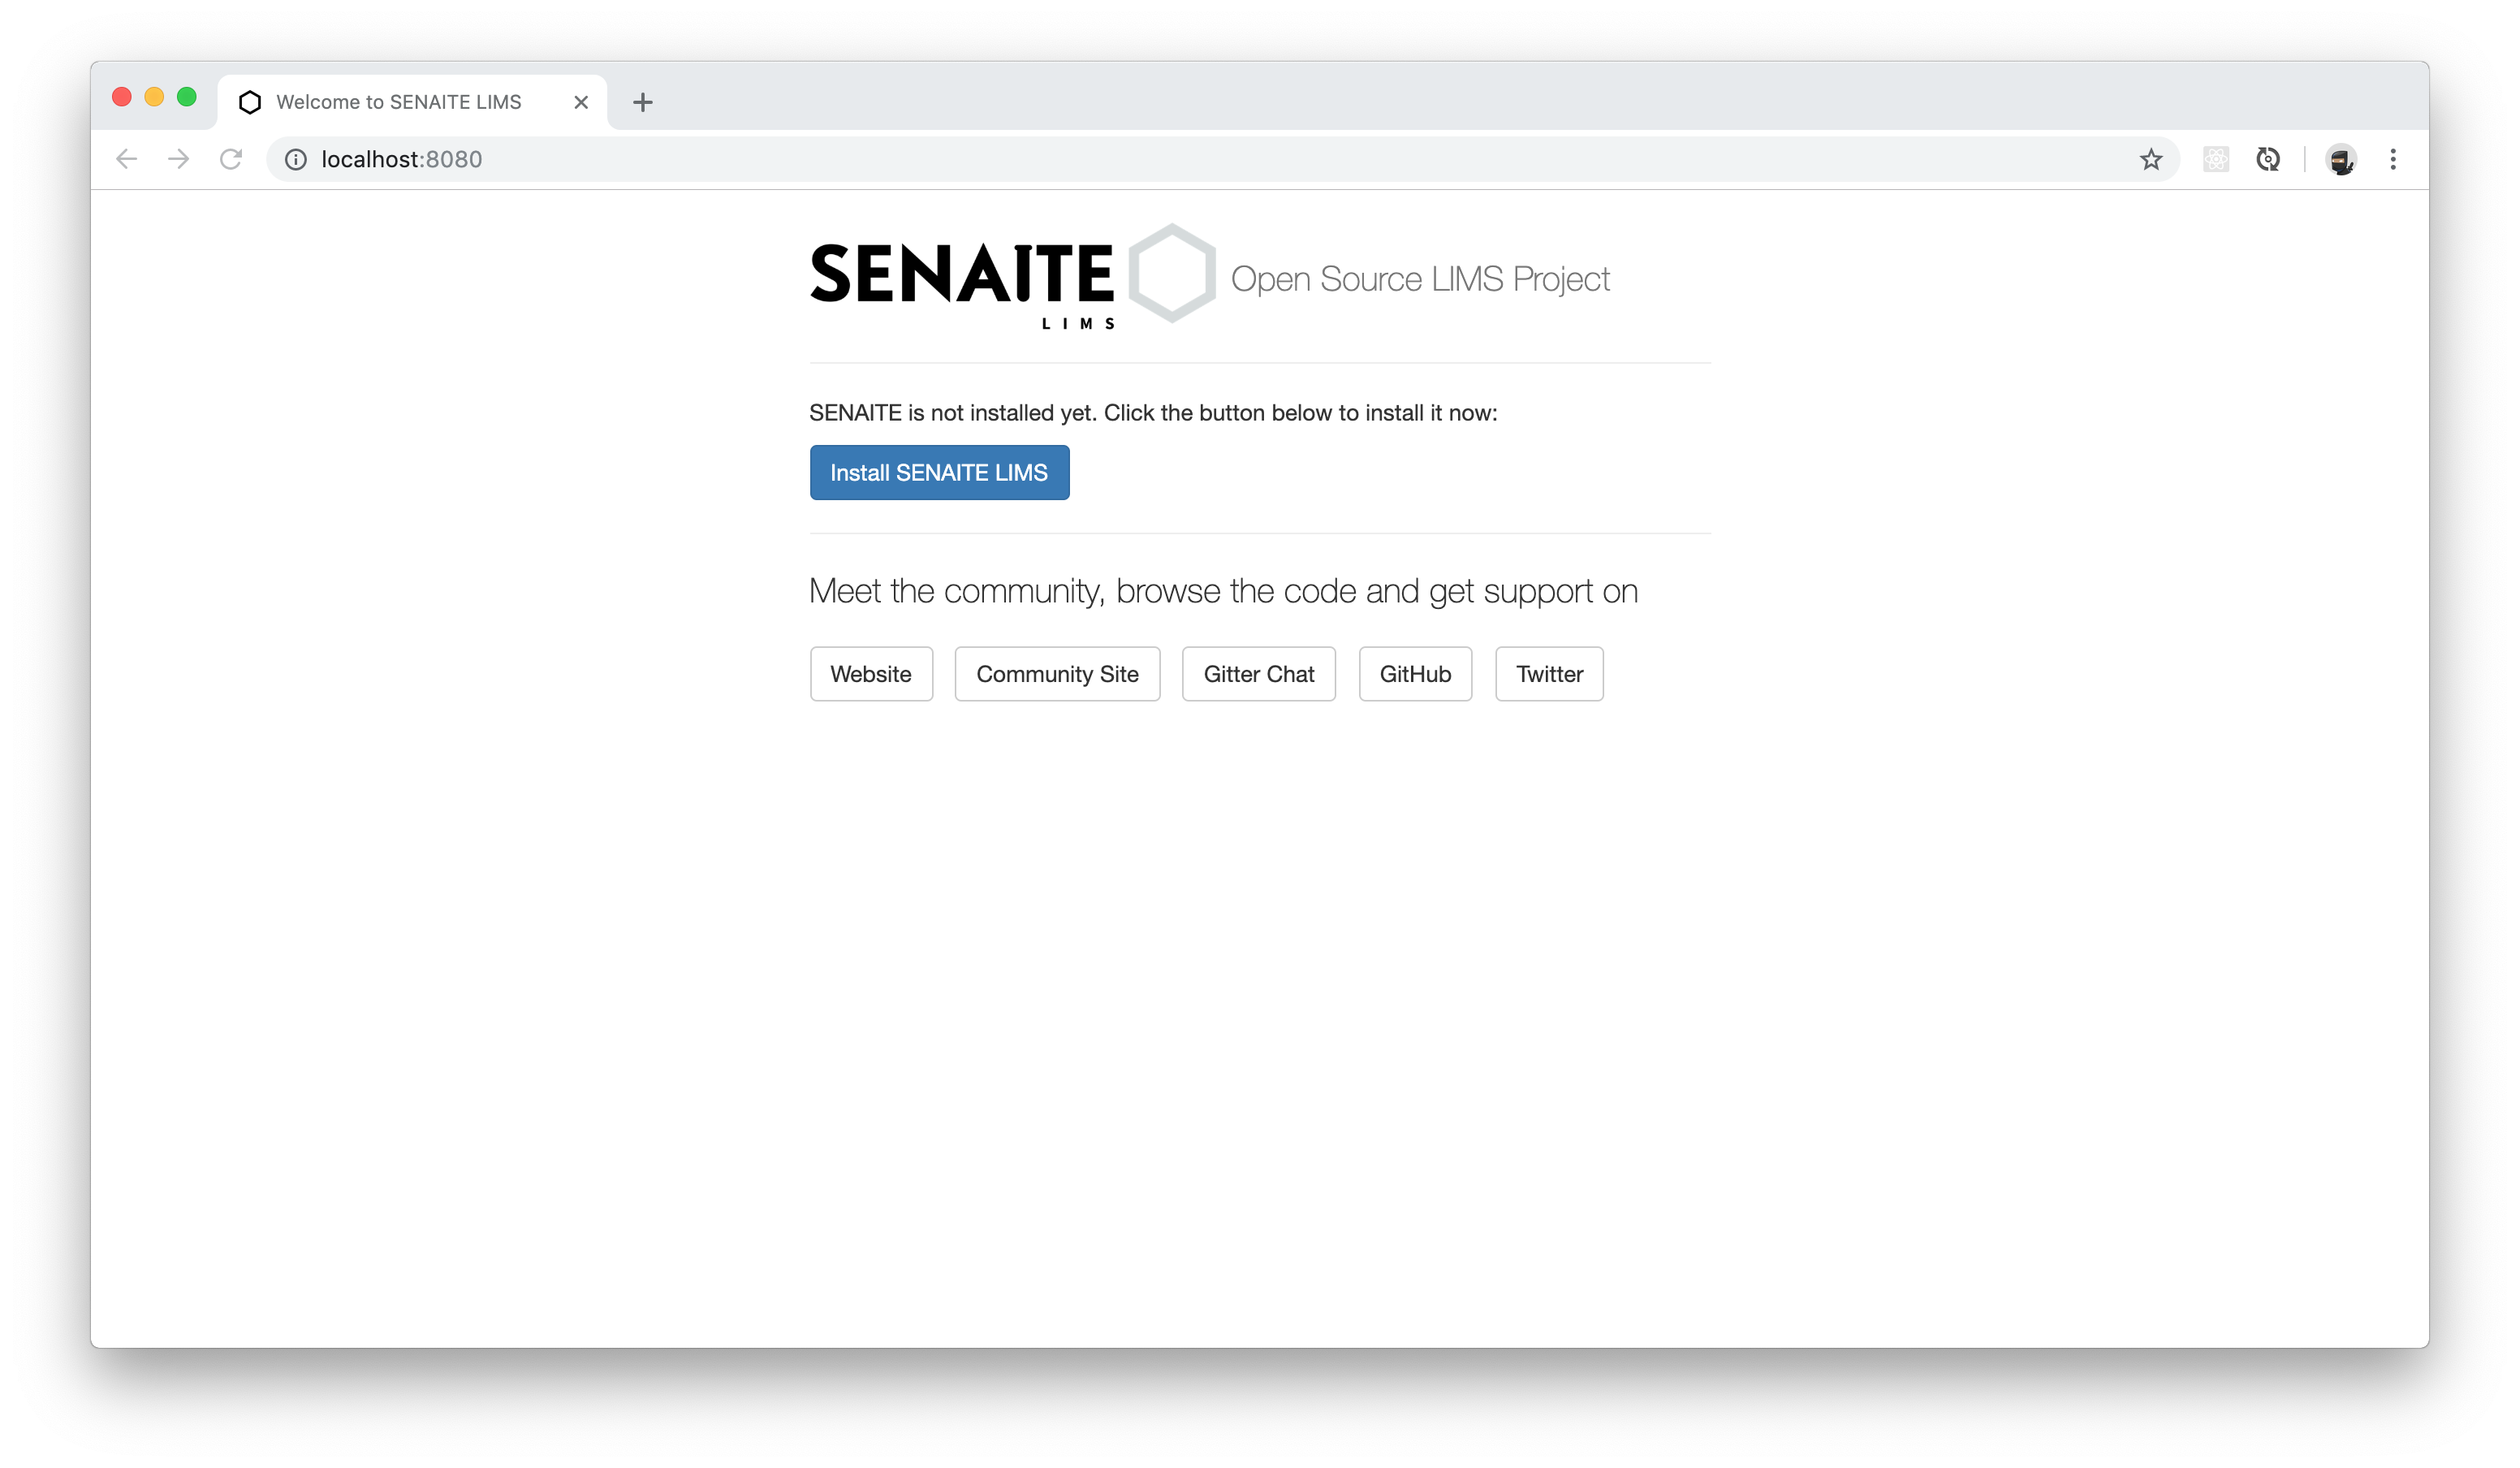 Welcome to SENAITE LIMS
localhost:8080
SENAITE
LIMS
Open Source LIMS Project
SENAITE is not installed yet. Click the button below to install it now:
Install SENAITE LIMS
Meet the community, browse the code and get support on
Website Community Site Gitter Chat GitHub Twitter